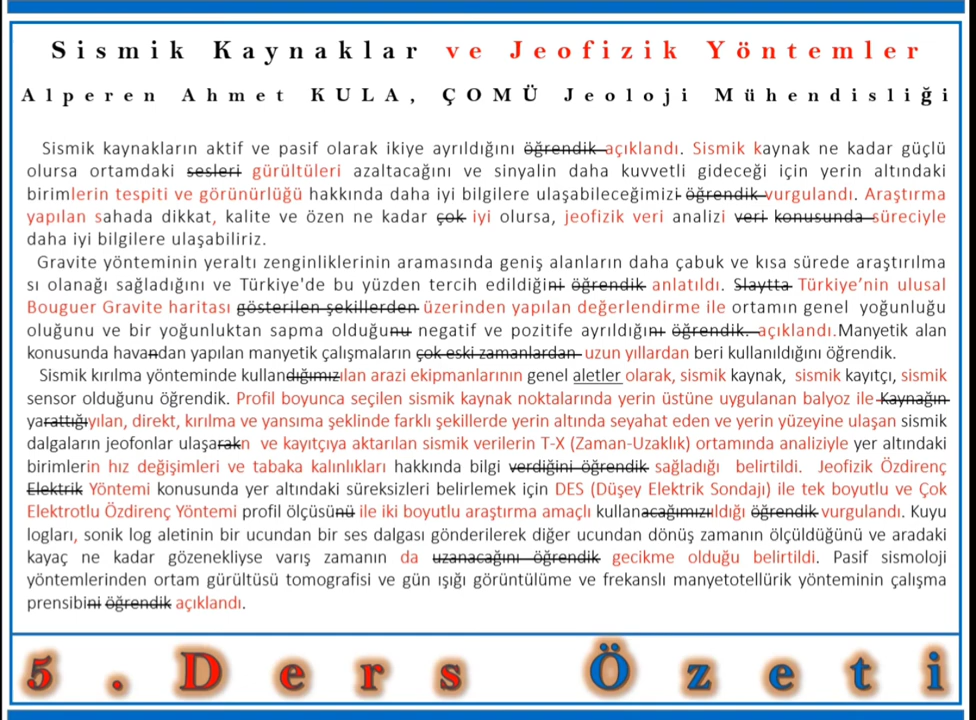 Sismik Kaynaklar ve Jeofizik Yöntemler
Alperen Ahmet KULA, ÇOMÜ Jeoloji Mühendisliği
Sismik kaynakların aktif ve pasif olarak ikiye ayrıldığını öğrendik açıklandı. Sismik kaynak ne kadar güçlü
olursa ortamdaki sesleri gürültüleri azaltacağını ve sinyalin daha kuvvetli gideceği için yerin altındaki
birimlerin tespiti ve görünürlüğü hakkında daha iyi bilgilere ulaşabileceğimizi öğrendik vurgulandı. Araştırma
yapılan sahada dikkat, kalite ve özen ne kadar çok iyi olursa, jeofizik veri analizi veri konusunda süreciyle
daha iyi bilgilere ulaşabiliriz.
Gravite yönteminin yeraltı zenginliklerinin aramasında geniş alanların daha çabuk ve kısa sürede araştırılma
sı olanağı sağladığını ve Türkiye'de bu yüzden tercih edildiğini öğrendik anlatıldı. Slaytta Türkiye’nin ulusal
Bouguer Gravite haritası gösterilen şekillerden üzerinden yapılan değerlendirme ile ortamın genel yoğunluğu
oluğunu ve bir yoğunluktan sapma olduğunu negatif ve pozitife ayrıldığını öğrendik. açıklandı.Manyetik alan
konusunda havandan yapılan manyetik çalışmaların çok eski zamanlardan uzun yıllardan beri kullanıldığını öğrendik.
Sismik kırılma yönteminde kullandığımızılan arazi ekipmanlarının genel aletler olarak, sismik kaynak, sismik kayıtçı, sismik
sensor olduğunu öğrendik. Profil boyunca seçilen sismik kaynak noktalarında yerin üstüne uygulanan balyoz ile Kaynağın
yarattığıyılan, direkt, kırılma ve yansıma şeklinde farklı şekillerde yerin altında seyahat eden ve yerin yüzeyine ulaşan sismik
dalgaların jeofonlar ulaşarakn ve kayıtçıya aktarılan sismik verilerin T-X (Zaman-Uzaklık) ortamında analiziyle yer altındaki
birimlerin hız değişimleri ve tabaka kalınlıkları hakkında bilgi verdiğini öğrendik sağladığı belirtildi. Jeofizik Özdirenç
Elektrik Yöntemi konusunda yer altındaki süreksizleri belirlemek için DES (Düşey Elektrik Sondajı) ile tek boyutlu ve Çok
Elektrotlu Özdirenç Yöntemi profil ölçüsünü ile iki boyutlu araştırma amaçlı kullanacağımızııldığı öğrendik vurgulandı. Kuyu
logları, sonik log aletinin bir ucundan bir ses dalgası gönderilerek diğer ucundan dönüş zamanın ölçüldüğünü ve aradaki
kayaç ne kadar gözenekliyse varış zamanın da uzanacağını öğrendik gecikme olduğu belirtildi. Pasif sismoloji
yöntemlerinden ortam gürültüsü tomografisi ve gün ışığı görüntülüme ve frekanslı manyetotellürik yönteminin çalışma
prensibini öğrendik açıklandı.
5. Ders Özeti